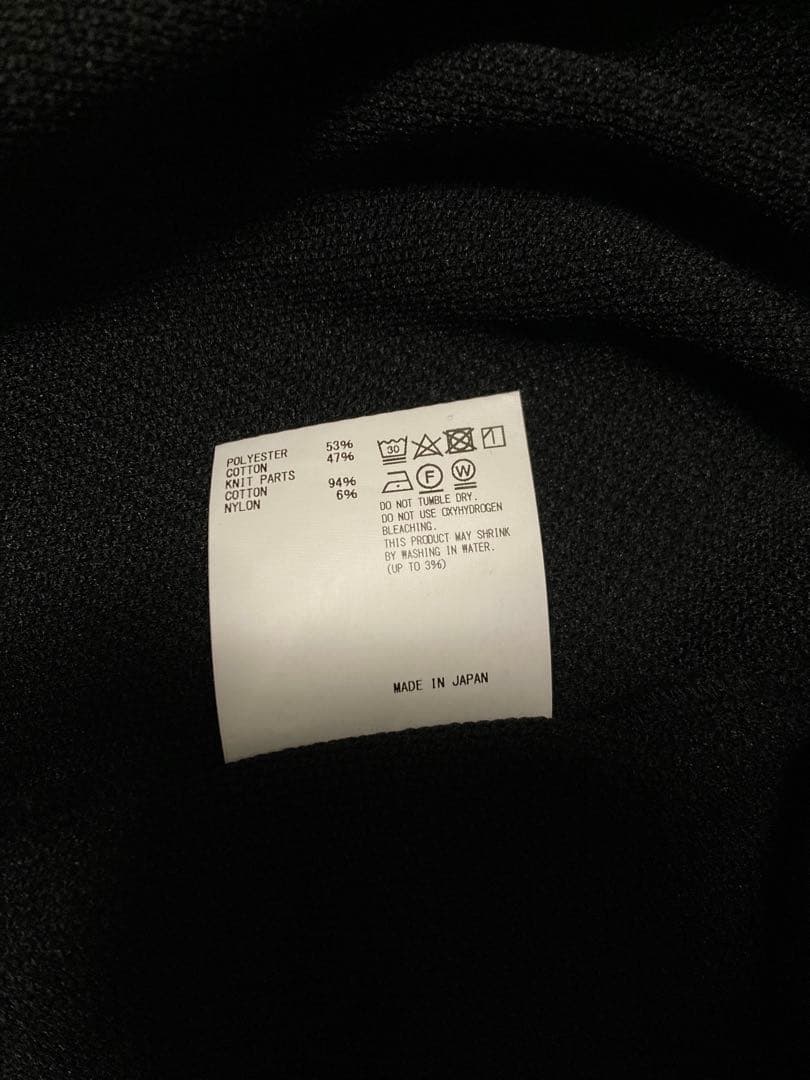 POLYESTER 53%
COTTON 47%
KNIT PARTS
COTTON 94%
NYLON 6%
30
F W
DO NOT TUMBLE DRY.
DO NOT USE OXYHYDROGEN
BLEACHING.
THIS PRODUCT MAY SHRINK
BY WASHING IN WATER.
(UP TO 3%)
MADE IN JAPAN